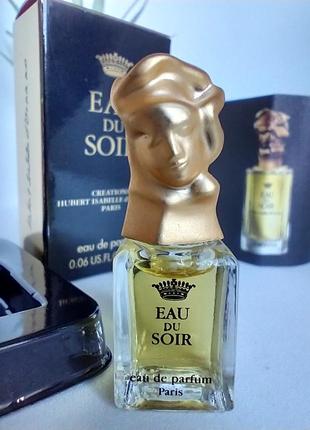 EAU
DU
SOIR
CREATION
HUBERT ISABELLE
PARIS
eau de pa
0.06 US.FL
EAU
DU
SOIR
eau de parfum
Paris